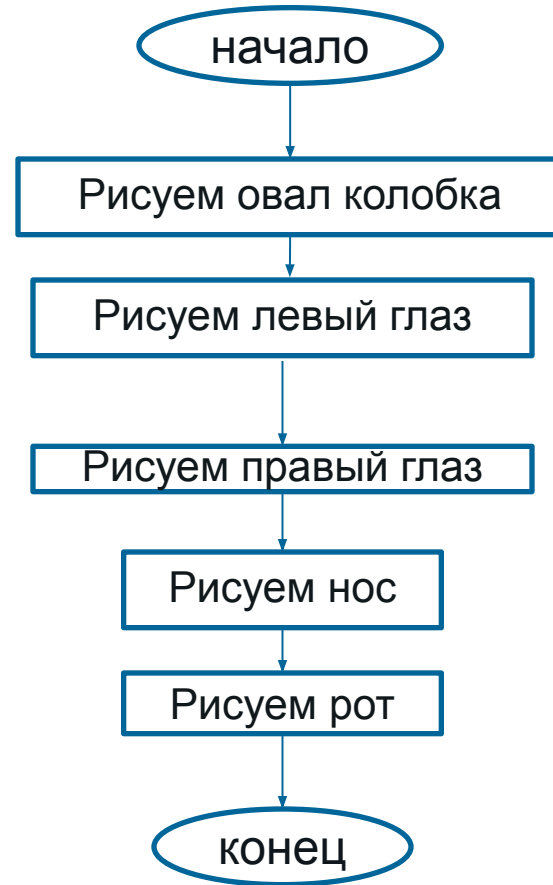 начало
Рисуем овал колобка
Рисуем левый глаз
Рисуем правый глаз
Рисуем нос
Рисуем рот
конец